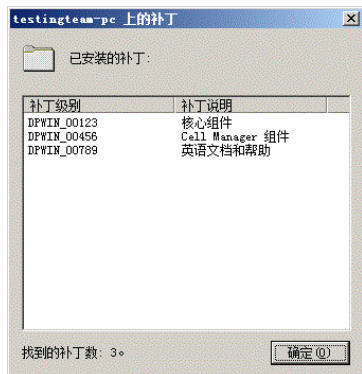 testingteam-pc 上的补丁
已安装的补丁:
补丁级别 补丁说明
DPWIN_00123 核心组件
DPWIN_00456 Cell Manager 组件
DPWIN_00789 英语文档和帮助
找到的补丁数: 3。
确定(O)